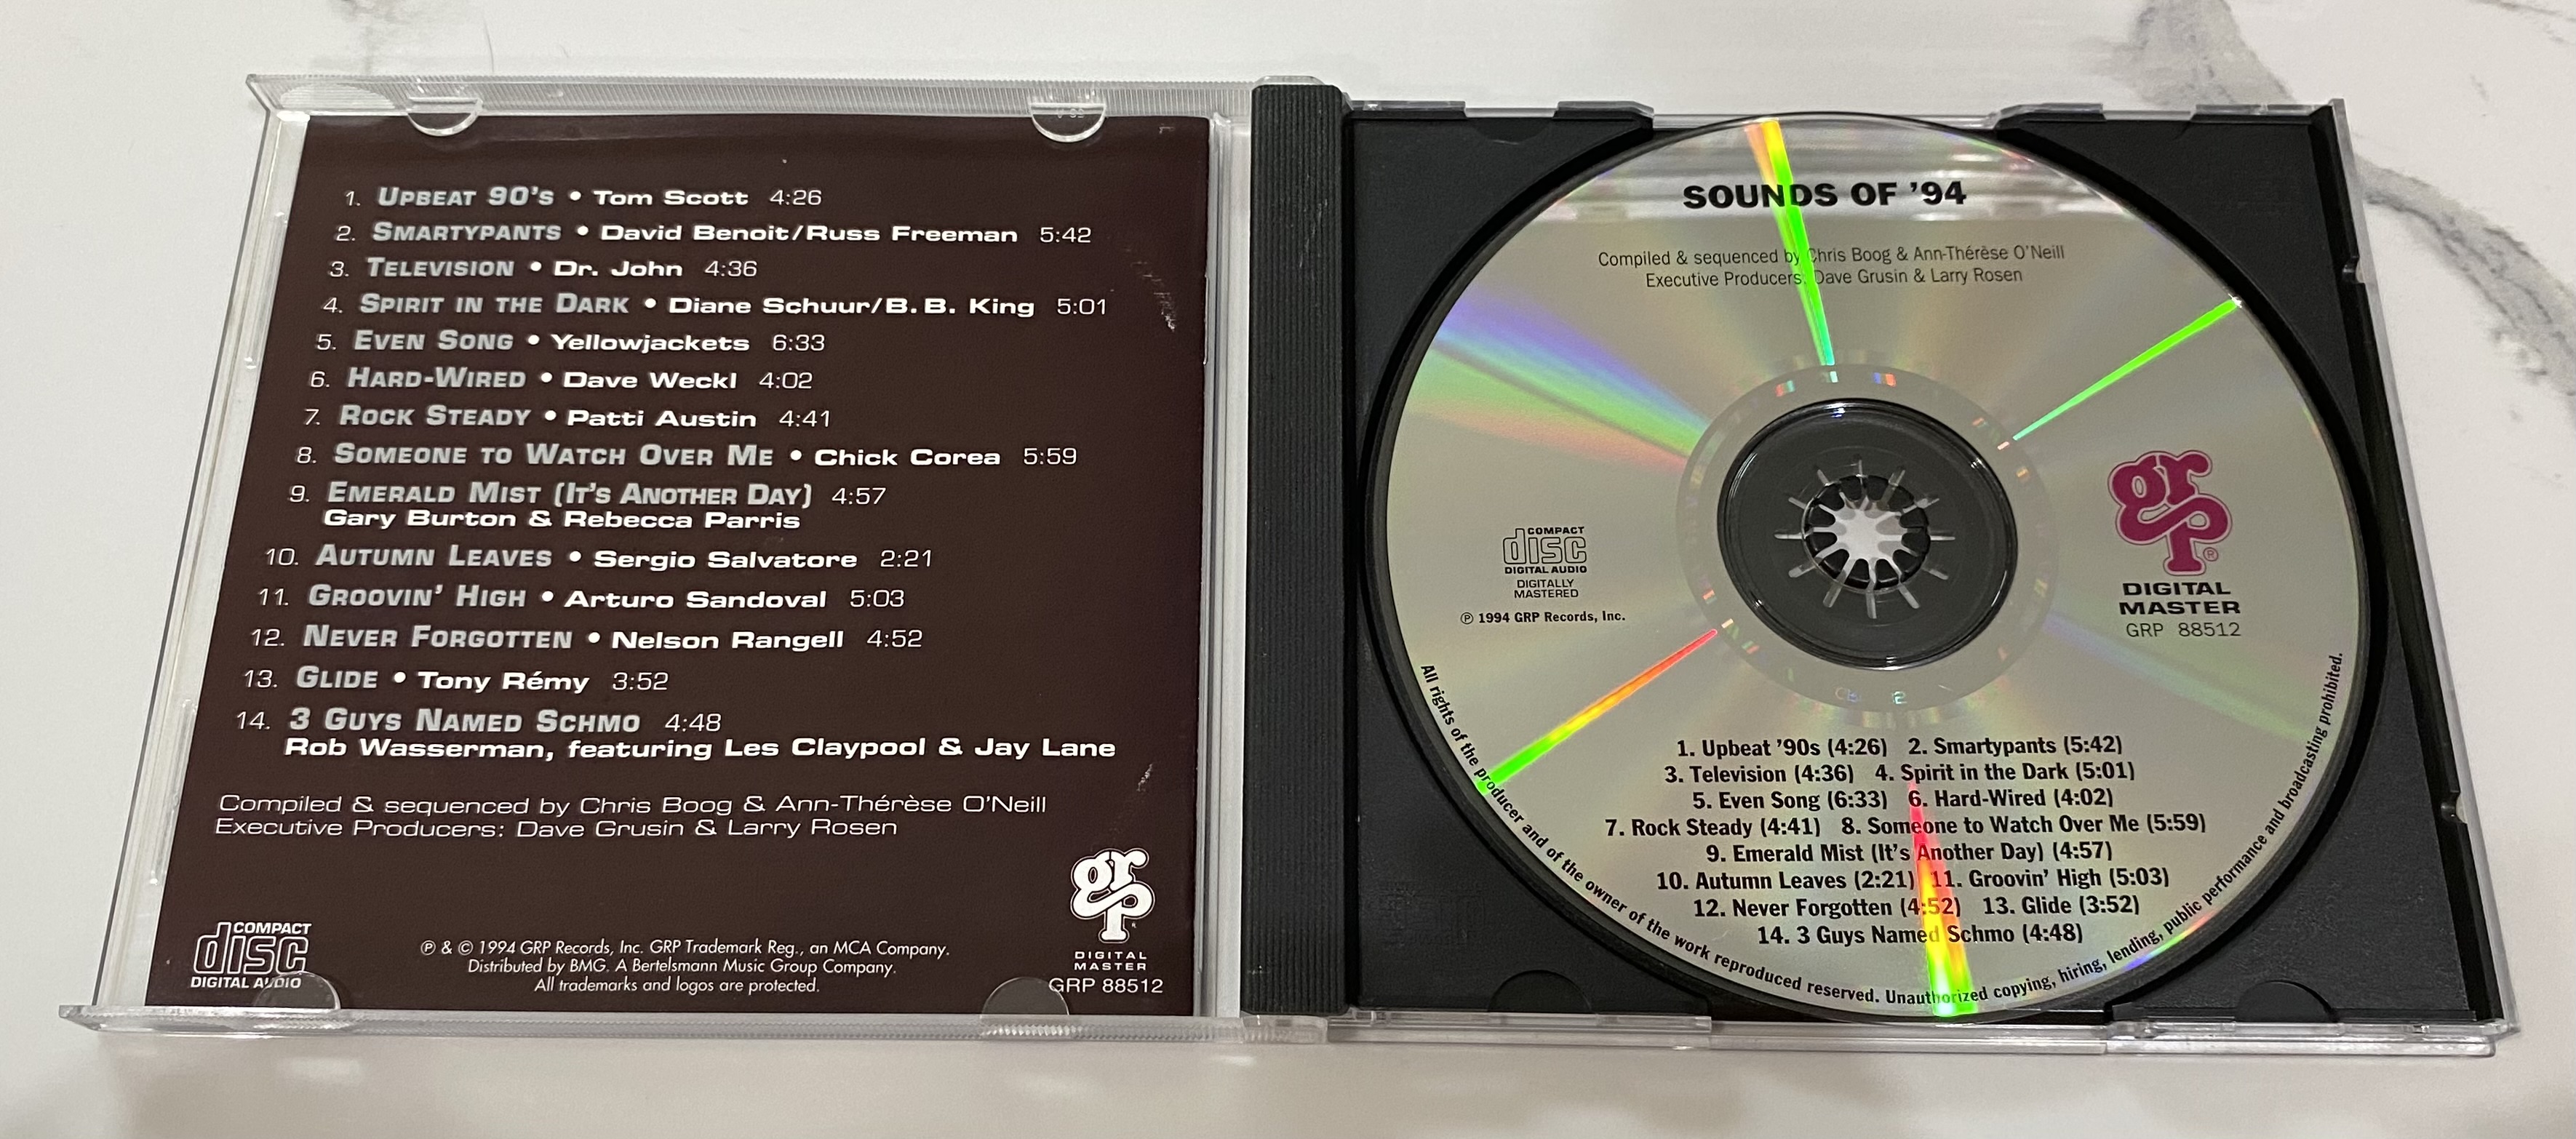 1. UPBEAT 90'S • Tom Scott 4:26
2. SMARTYPANTS • David Benoit/Russ Freeman 5:42
3. TELEVISION • Dr. John 4:36
4. SPIRIT IN THE DARK • Diane Schuur/B.B. King 5:01
5. EVEN SONG • Yellowjackets 6:33
6. HARD-WIRED • Dave Weckl 4:02
7. ROCK STEADY • Patti Austin 4:41
8. SOMEONE TO WATCH OVER ME • Chick Corea 5:59
9. EMERALD MIST (IT'S ANOTHER DAY) 4:57
Gary Burton & Rebecca Parris
10. AUTUMN LEAVES • Sergio Salvatore 2:21
11. GROOVIN' HIGH • Arturo Sandoval 5:03
12. NEVER FORGOTTEN • Nelson Rangell 4:52
13. GLIDE • Tony Rémy 3:52
14. 3 GUYS NAMED SCHMO 4:48
Rob Wasserman, featuring Les Claypool & Jay Lane
Compiled & sequenced by Chris Boog & Ann-Thérèse O'Neill
Executive Producers: Dave Grusin & Larry Rosen
COMPACT
disc
DIGITAL AUDIO
℗ & © 1994 GRP Records, Inc. GRP Trademark Reg., an MCA Company.
Distributed by BMG. A Bertelsmann Music Group Company.
All trademarks and logos are protected.
grp
DIGITAL
MASTER
GRP 88512
SOUNDS OF '94
Compiled & sequenced by Chris Boog & Ann-Thérèse O'Neill
Executive Producers: Dave Grusin & Larry Rosen
COMPACT
disc
DIGITAL AUDIO
DIGITALLY
MASTERED
℗ 1994 GRP Records, Inc.
grp®
DIGITAL
MASTER
GRP 88512
1. Upbeat '90s (4:26) 2. Smartypants (5:42)
3. Television (4:36) 4. Spirit in the Dark (5:01)
5. Even Song (6:33) 6. Hard-Wired (4:02)
7. Rock Steady (4:41) 8. Someone to Watch Over Me (5:59)
9. Emerald Mist (It's Another Day) (4:57)
10. Autumn Leaves (2:21) 11. Groovin' High (5:03)
12. Never Forgotten (4:52) 13. Glide (3:52)
14. 3 Guys Named Schmo (4:48)
All rights of the producer and of the owner of the work reproduced reserved. Unauthorized copying, hiring, lending, public performance and broadcasting prohibited.